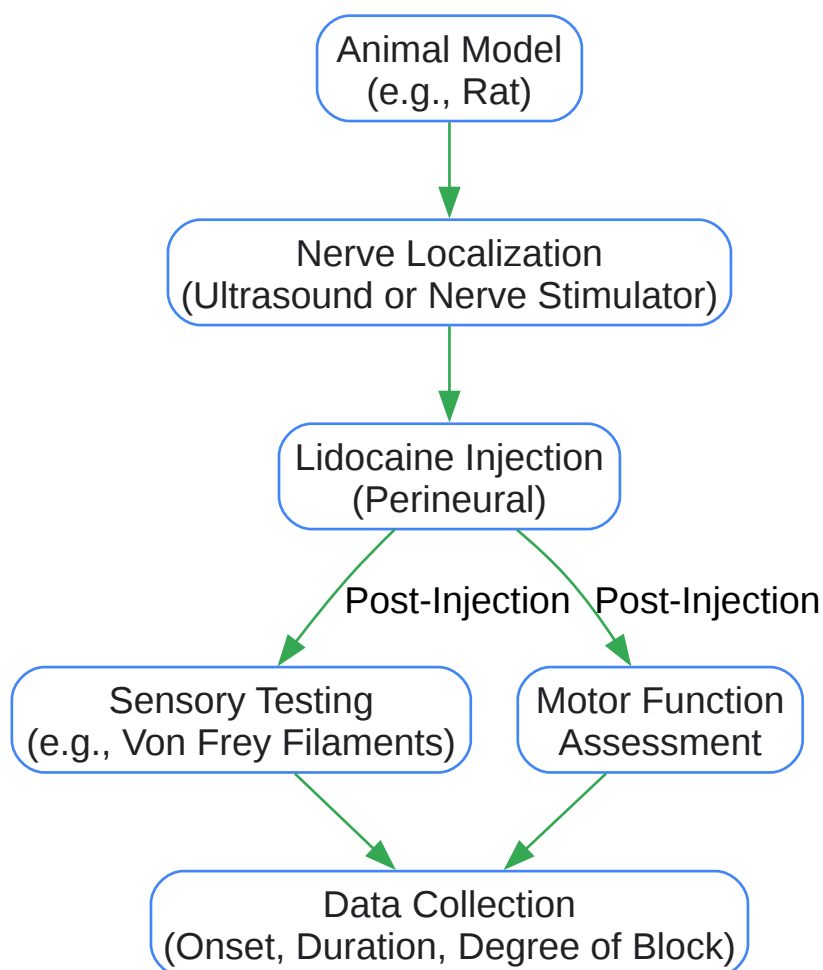 Animal Model
(e.g., Rat)
Nerve Localization
(Ultrasound or Nerve Stimulator)
Lidocaine Injection
(Perineural)
Post-Injection
Post-Injection
Sensory Testing
(e.g., Von Frey Filaments)
Motor Function
Assessment
Data Collection
(Onset, Duration, Degree of Block)